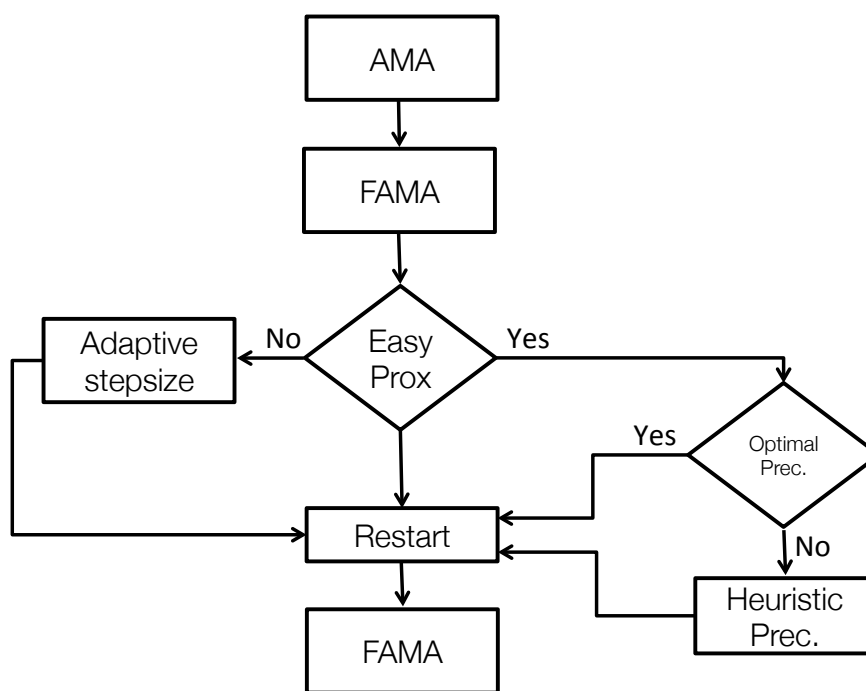 AMA
FAMA
Easy
Prox
No
Yes
Adaptive
stepsize
Optimal
Prec.
Yes
No
Restart
Heuristic
Prec.
FAMA